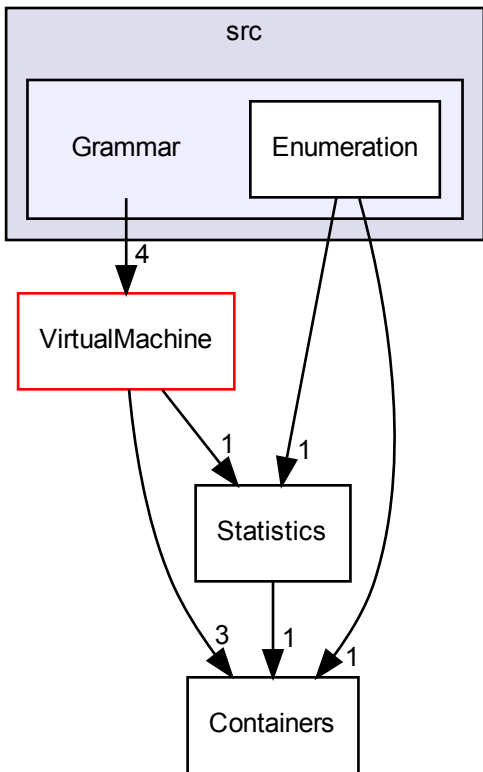 src
Grammar
Enumeration
4
VirtualMachine
1
1
Statistics
3
1
1
Containers